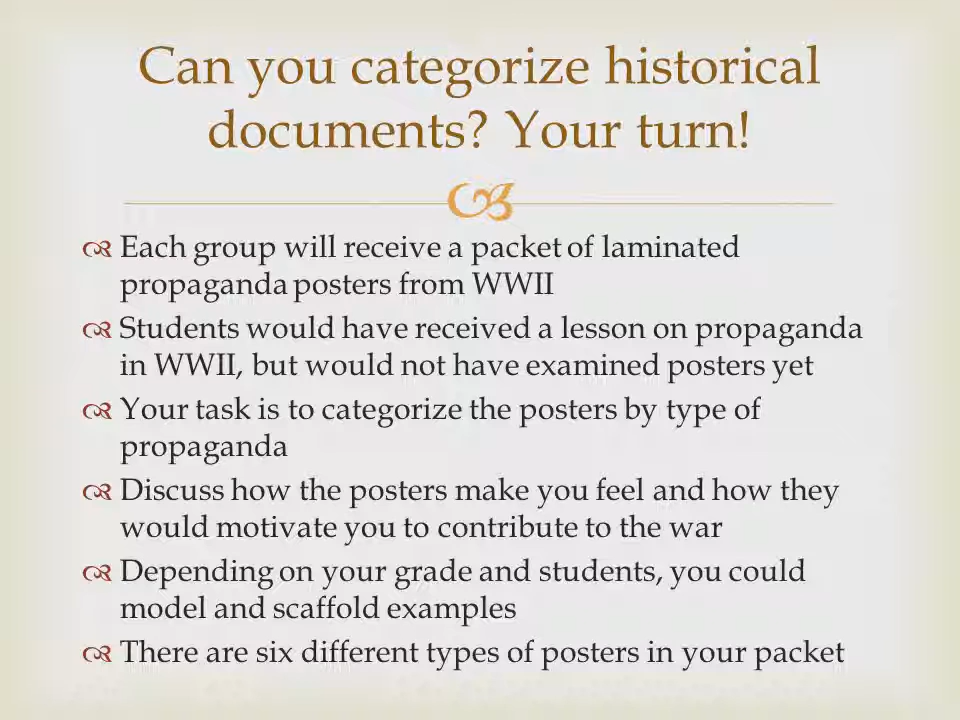 Can you categorize historical
documents? Your turn!
Each group will receive a packet of laminated
propaganda posters from WWII
Students would have received a lesson on propaganda
in WWII, but would not have examined posters yet
Your task is to categorize the posters by type of
propaganda
Discuss how the posters make you feel and how they
would motivate you to contribute to the war
Depending on your grade and students, you could
model and scaffold examples
There are six different types of posters in your packet